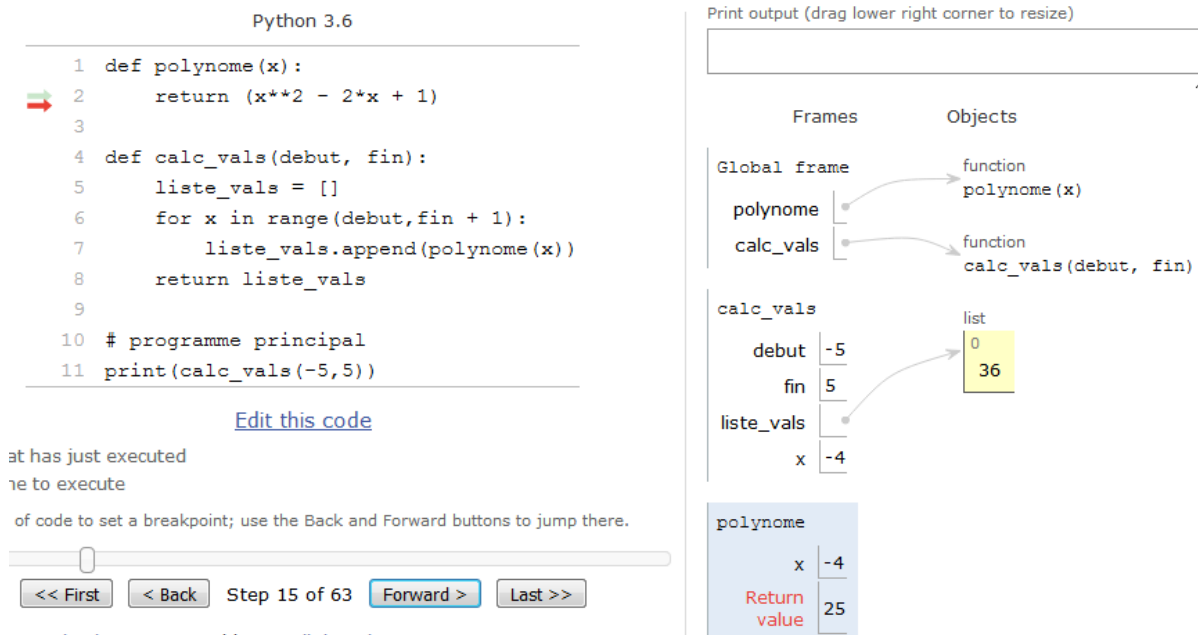 Python 3.6
1 def polynome(x):
2     return (x**2 - 2*x + 1)
3
4 def calc_vals(debut, fin):
5     liste_vals = []
6     for x in range(debut,fin + 1):
7         liste_vals.append(polynome(x))
8     return liste_vals
9
10 # programme principal
11 print(calc_vals(-5,5))
Edit this code
at has just executed
ne to execute
of code to set a breakpoint; use the Back and Forward buttons to jump there.
<< First < Back Step 15 of 63 Forward > Last >>
Print output (drag lower right corner to resize)
Frames Objects
Global frame
polynome
calc_vals
function
polynome(x)
function
calc_vals(debut, fin)
calc_vals
debut -5
fin 5
liste_vals
x -4
list
0
36
polynome
x -4
Return
value 25